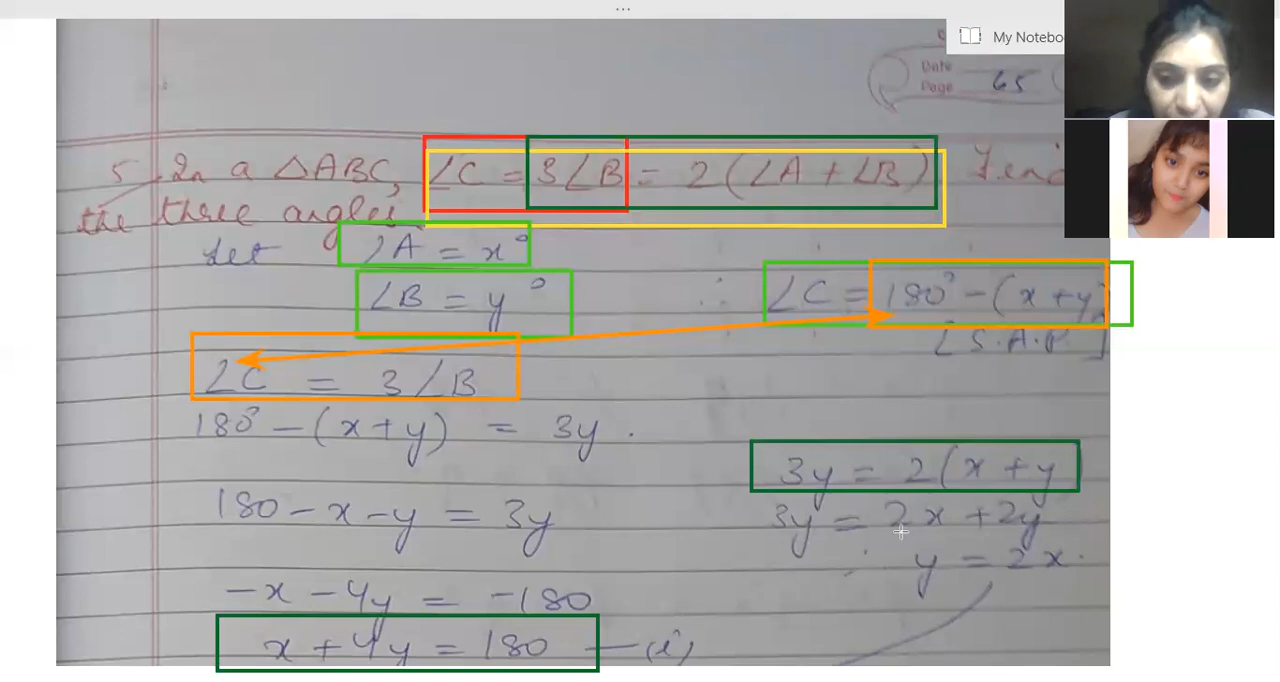 ...
My Notebo
Date
Page 65
5. In a △ABC, ∠C = 3∠B = 2(∠A + ∠B) Find
the three angles
Let ∠A = x°
∠B = y° ∴ ∠C = 180° - (x + y)
[S.A.P]
∠C = 3∠B
180° - (x + y) = 3y.
180 - x - y = 3y
-x - 4y = -180
x + 4y = 180 —(i)
3y = 2(x + y
3y = 2x + 2y
∴ y = 2x.